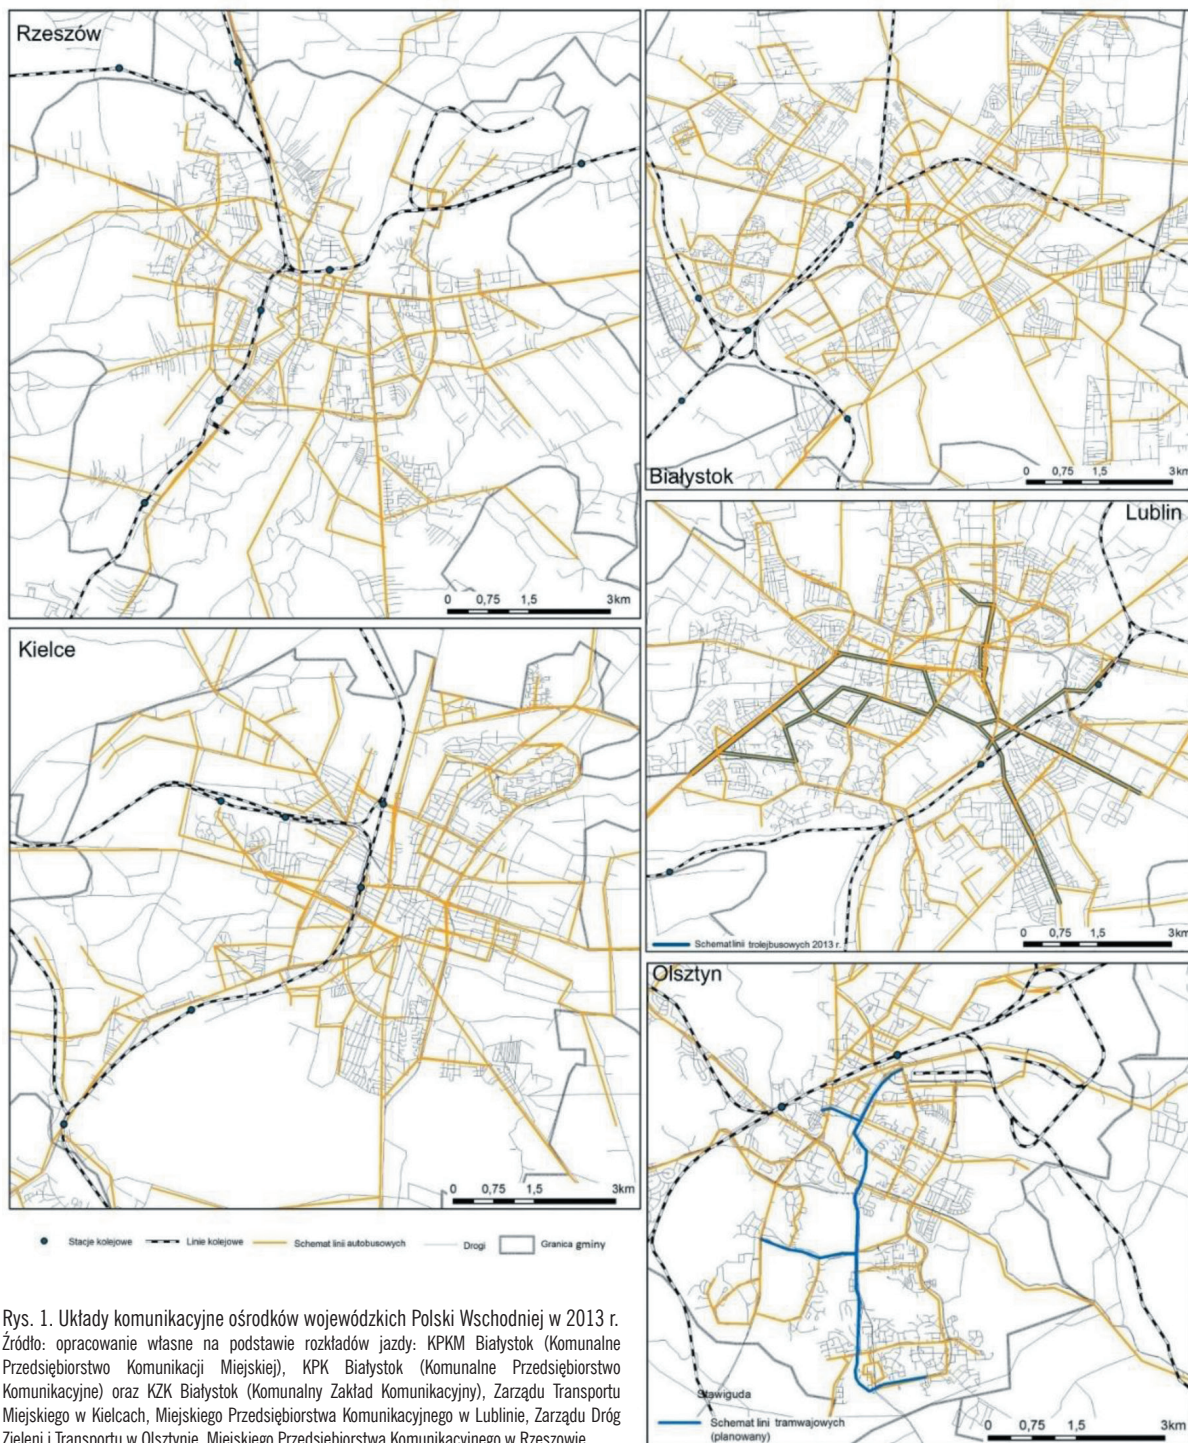 Rzeszów
0 0,75 1,5 3km
Białystok
0 0,75 1,5 3km
Lublin
0 0,75 1,5 3km
Schemat linii trolejbusowych 2013 r.
Kielce
0 0,75 1,5 3km
Olsztyn
Stawiguda
Schemat lini tramwajowych
(planowany)
0 0,75 1,5 3km
Stacje kolejowe Linie kolejowe Schemat linii autobusowych Drogi Granica gminy
Rys. 1. Układy komunikacyjne ośrodków wojewódzkich Polski Wschodniej w 2013 r.
Źródło: opracowanie własne na podstawie rozkładów jazdy: KPKM Białystok (Komunalne
Przedsiębiorstwo Komunikacji Miejskiej), KPK Białystok (Komunalne Przedsiębiorstwo
Komunikacyjne) oraz KZK Białystok (Komunalny Zakład Komunikacyjny), Zarządu Transportu
Miejskiego w Kielcach, Miejskiego Przedsiębiorstwa Komunikacyjnego w Lublinie, Zarządu Dróg
Zieleni i Transportu w Olsztynie, Miejskiego Przedsiębiorstwa Komunikacyjnego w Rzeszowie